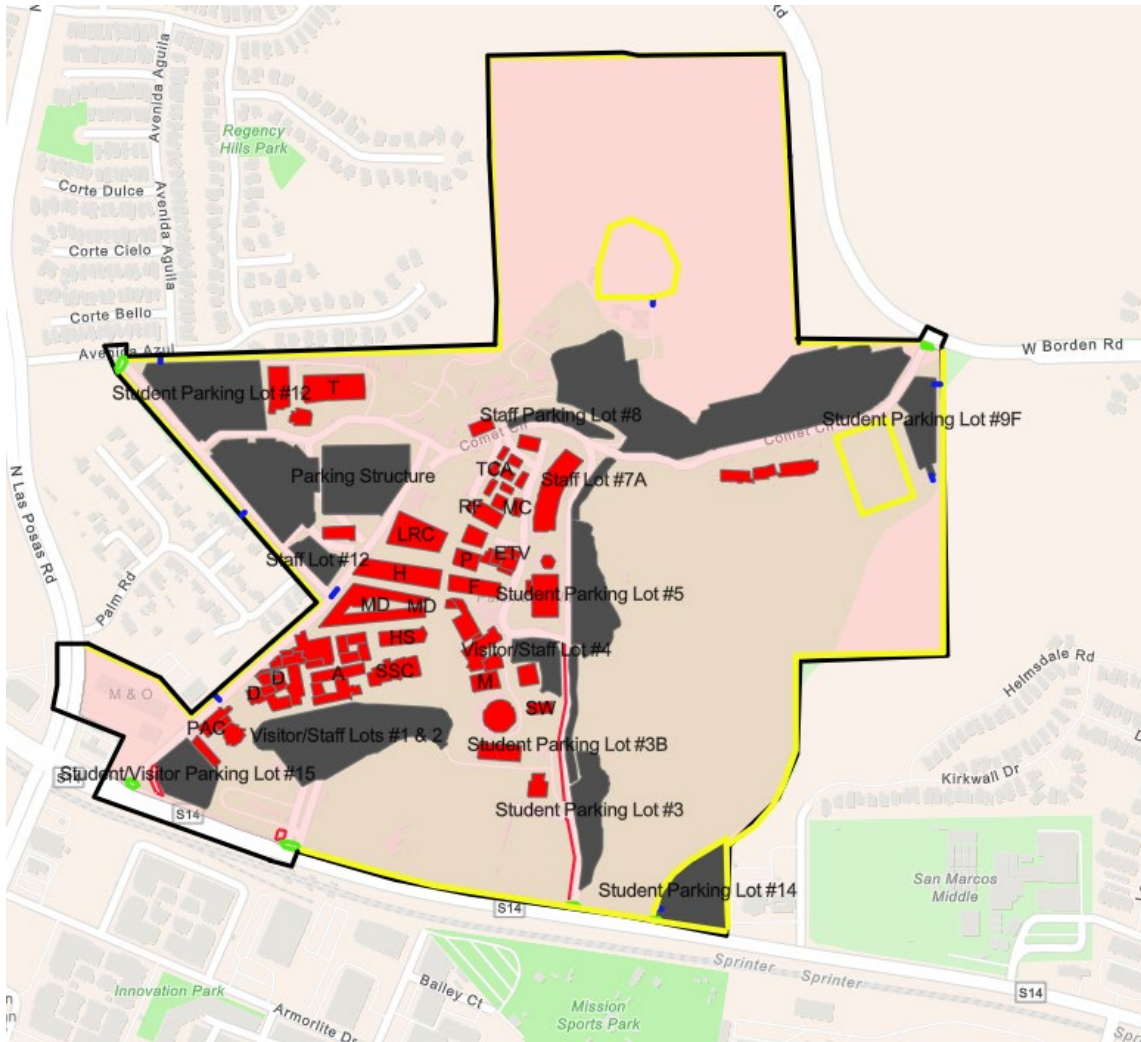 Rd
Avenida Aguila
Regency
Hills Park
Corte Dulce
Avenida Aguila
Corte Cielo
Corte Bello
Avenida Azul
W Borden Rd
Student Parking Lot #12
T
Staff Parking Lot #8
Student Parking Lot #9F
Comet Cir
Comet Cir
N Las Posas Rd
Parking Structure
TCA
Staff Lot #7A
RF
MC
LRC
ETV
Staff Lot #12
P
H
F
Student Parking Lot #5
Palm Rd
MD
MD
HS
Visitor/Staff Lot #4
Helmsdale Rd
D
D
A
SSC
M
M & O
SW
PAC
Visitor/Staff Lots #1 & 2
Student Parking Lot #3B
Student/Visitor Parking Lot #15
S14
Kirkwall Dr
S14
Student Parking Lot #3
San Marcos
Middle
Student Parking Lot #14
S14
Sprinter
Sprinter
Innovation Park
Bailey Ct
S14
Armorlite Dr
Mission
Sports Park